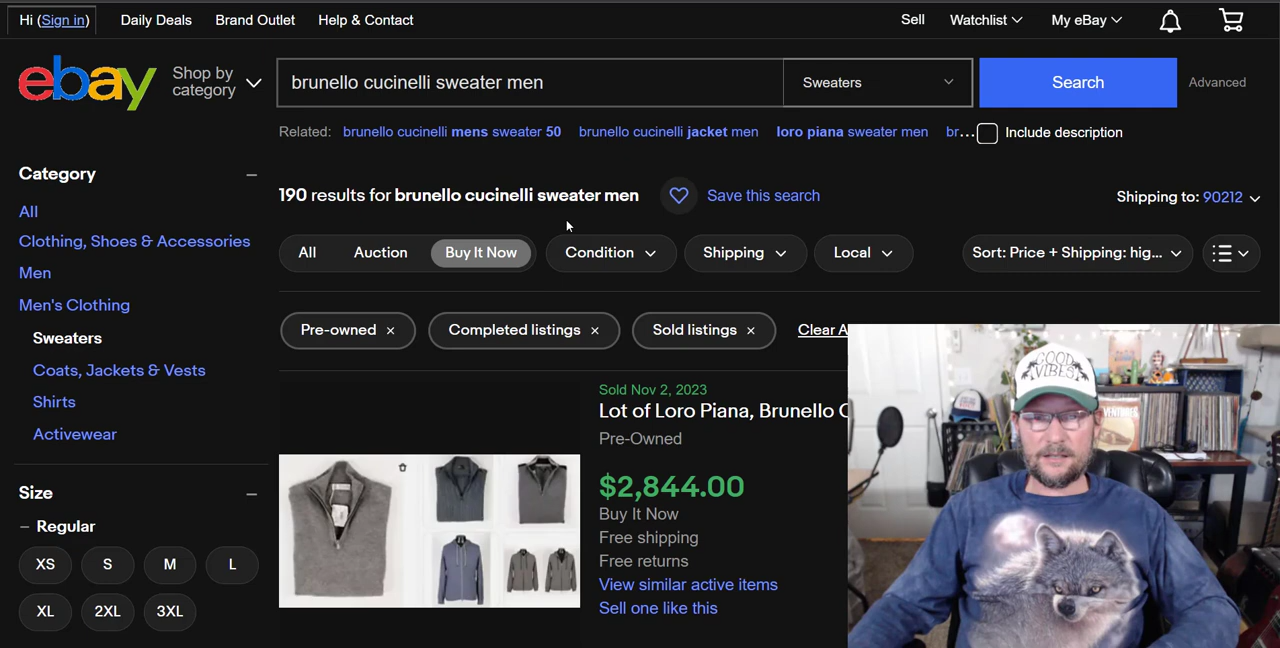 Hi (Sign in)
Daily Deals
Brand Outlet
Help & Contact
Sell
Watchlist
My eBay
ebay
Shop by
category
brunello cucinelli sweater men
Sweaters
Search
Advanced
Related: brunello cucinelli mens sweater 50 brunello cucinelli jacket men loro piana sweater men br...
Include description
Category
All
Clothing, Shoes & Accessories
Men
Men's Clothing
Sweaters
Coats, Jackets & Vests
Shirts
Activewear
Size
Regular
XS S M L
XL 2XL 3XL
190 results for brunello cucinelli sweater men
Save this search
Shipping to: 90212
All Auction Buy It Now
Condition
Shipping
Local
Sort: Price + Shipping: hig...
Pre-owned ×
Completed listings ×
Sold listings ×
Clear A
Sold Nov 2, 2023
Lot of Loro Piana, Brunello C
Pre-Owned
$2,844.00
Buy It Now
Free shipping
Free returns
View similar active items
Sell one like this
GOOD
VIBES
VENTURES